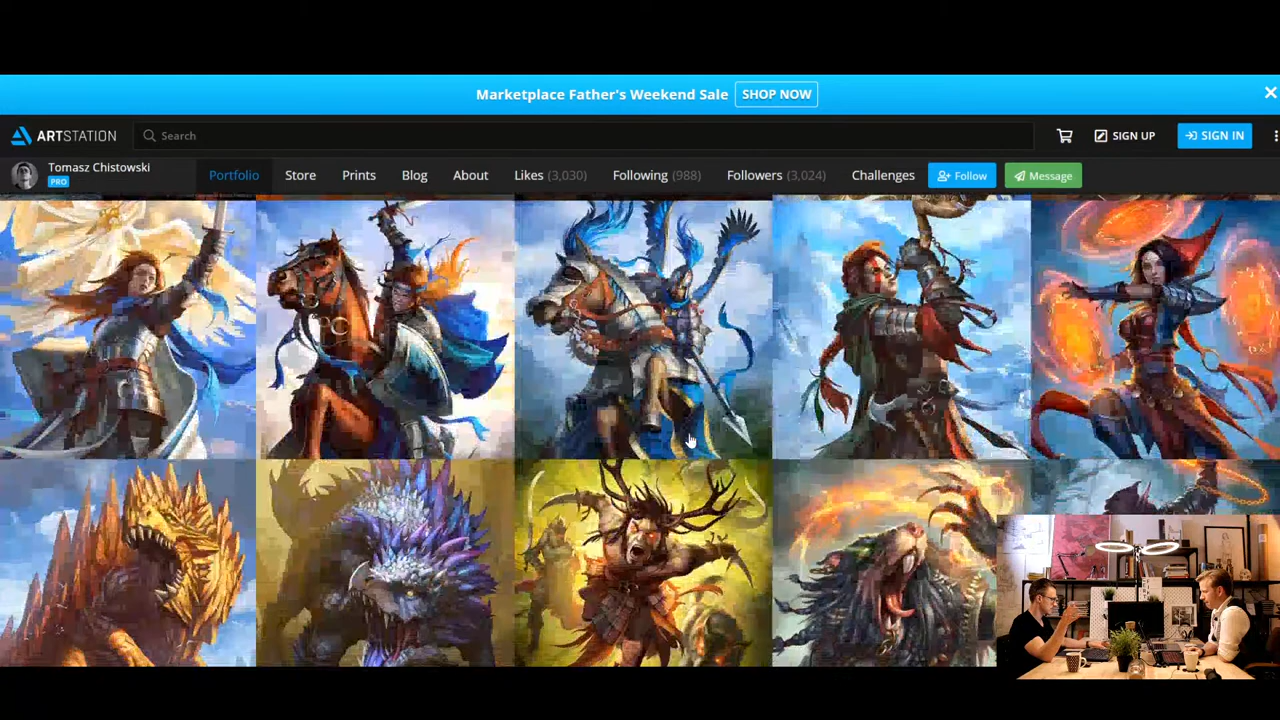 Marketplace Father's Weekend Sale SHOP NOW
ARTSTATION Search SIGN UP SIGN IN
Tomasz Chistowski
PRO
Portfolio Store Prints Blog About Likes (3,030) Following (988) Followers (3,024) Challenges Follow Message